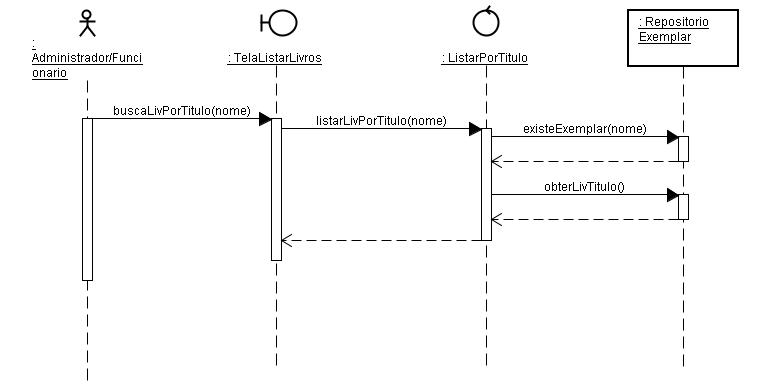 :
Administrador/Funci
onario
: TelaListarLivros
: ListarPorTitulo
: Repositorio
Exemplar
buscaLivPorTitulo(nome)
listarLivPorTitulo(nome)
existeExemplar(nome)
obterLivTitulo()